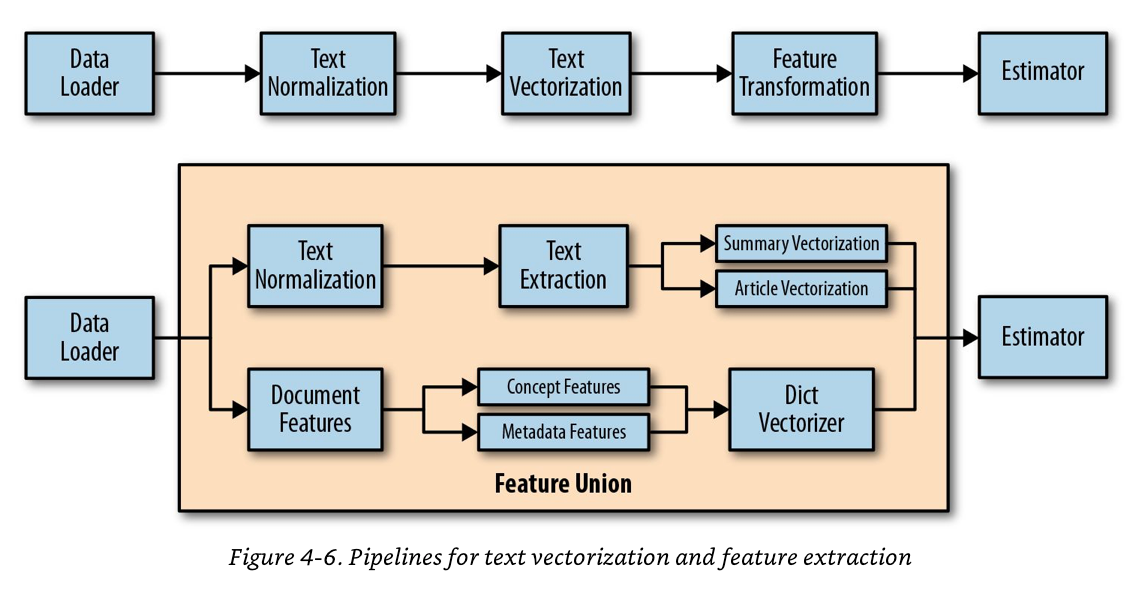 Data
Loader
Text
Normalization
Text
Vectorization
Feature
Transformation
Estimator
Data
Loader
Text
Normalization
Text
Extraction
Summary Vectorization
Article Vectorization
Document
Features
Concept Features
Metadata Features
Dict
Vectorizer
Estimator
Feature Union
Figure 4-6. Pipelines for text vectorization and feature extraction